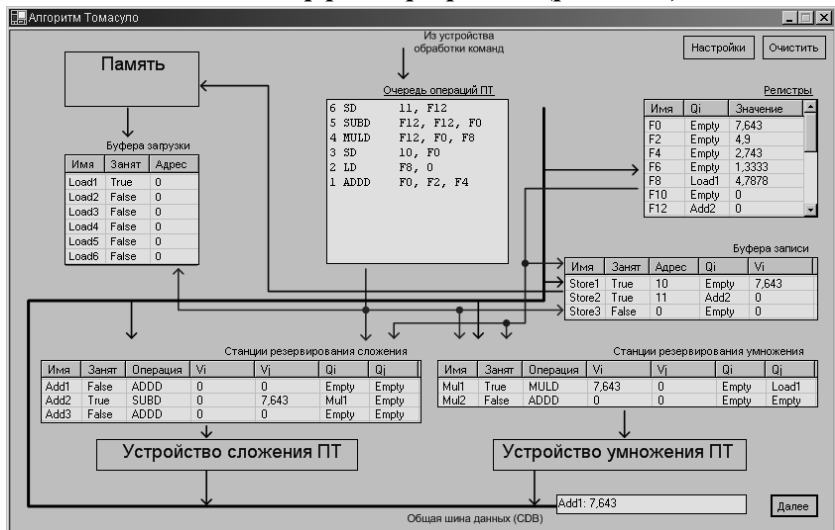 Алгоритм Томасуло
Из устройства
обработки команд
Настройки
Очистить
Память
Очередь операций ПТ
6 SD 11, F12
5 SUBD F12, F12, F0
4 MULD F12, F0, F8
3 SD 10, F0
2 LD F8, 0
1 ADDD F0, F2, F4
Регистры
Имя Qi Значение
F0 Empty 7,643
F2 Empty 4,9
F4 Empty 2,743
F6 Empty 1,3333
F8 Load1 4,7878
F10 Empty 0
F12 Add2 0
Буфера загрузки
Имя Занят Адрес
Load1 True 0
Load2 False 0
Load3 False 0
Load4 False 0
Load5 False 0
Load6 False 0
Буфера записи
Имя Занят Адрес Qi Vi
Store1 True 10 Empty 7,643
Store2 True 11 Add2 0
Store3 False 0 Empty 0
Станции резервирования сложения
Имя Занят Операция Vi Vj Qi Qj
Add1 False ADDD 0 0 Empty Empty
Add2 True SUBD 0 7,643 Mul1 Empty
Add3 False ADDD 0 0 Empty Empty
Станции резервирования умножения
Имя Занят Операция Vi Vj Qi Qj
Mul1 True MULD 7,643 0 Empty Load1
Mul2 False ADDD 0 0 Empty Empty
Устройство сложения ПТ
Устройство умножения ПТ
Add1: 7,643
Далее
Общая шина данных (CDB)